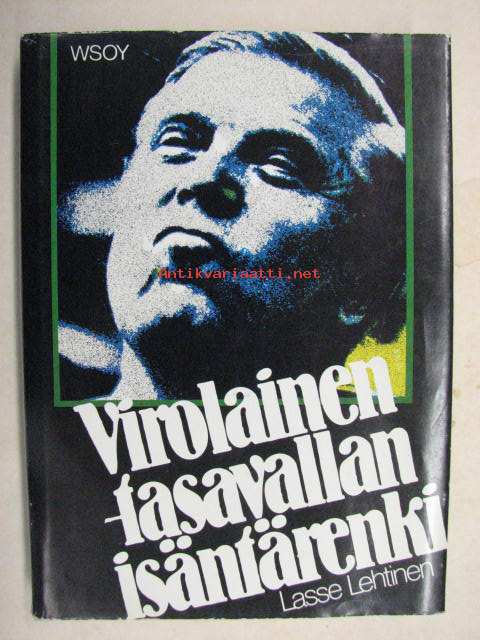 WSOY
Antikvariaatti.net
Virolainen
-tasavallan
isäntärenki
Lasse Lehtinen